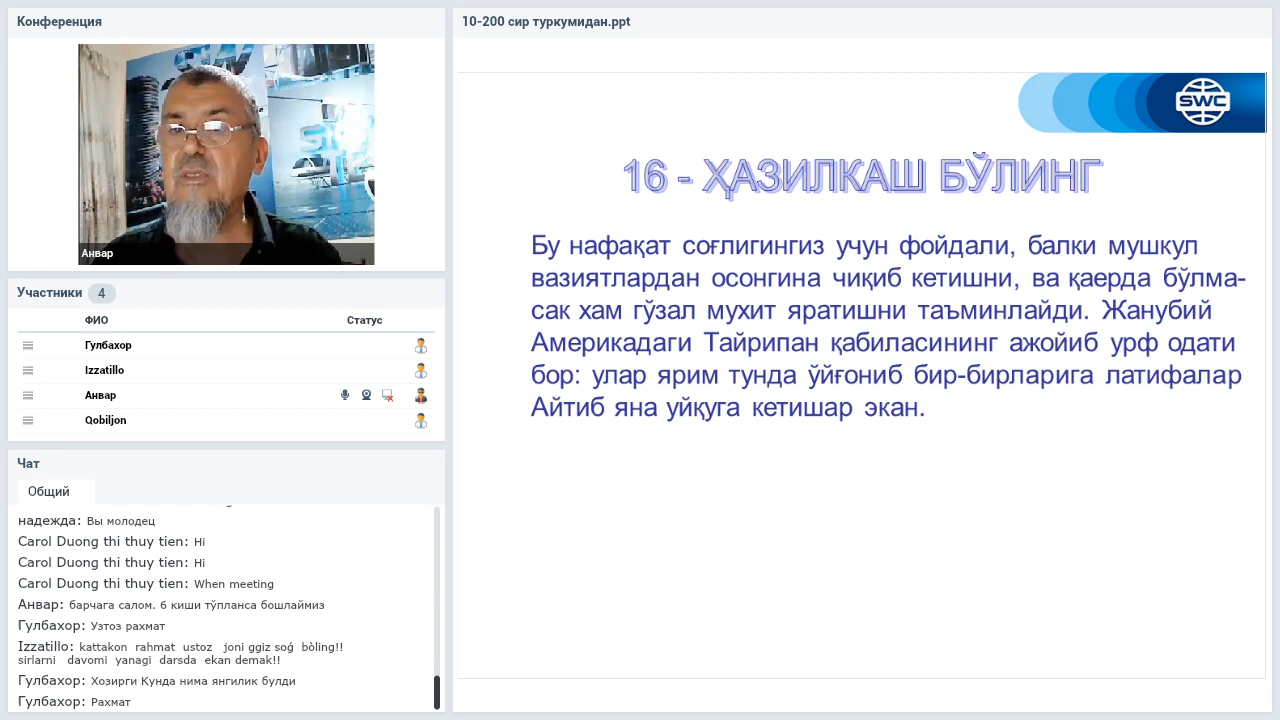 Конференция
Анвар
Участники 4
ФИО Статус
Гулбахор
Izzatillo
Анвар
Qobiljon
Чат
Общий
надежда: Вы молодец
Carol Duong thi thuy tien: Hi
Carol Duong thi thuy tien: Hi
Carol Duong thi thuy tien: When meeting
Анвар: барчага салом. 6 киши тўпланса бошлаймиз
Гулбахор: Узтоз рахмат
Izzatillo: kattakon rahmat ustoz joni ggiz soǵ bòling!!
sirlarni davomi yanagi darsda ekan demak!!
Гулбахор: Хозирги Кунда нима янгилик булди
Гулбахор: Рахмат
10-200 сир туркумидан.ppt
SWC
16 - ҲАЗИЛКАШ БЎЛИНГ
Бу нафақат соғлигингиз учун фойдали, балки мушкул
вазиятлардан осонгина чиқиб кетишни, ва қаерда бўлма-
сак хам гўзал мухит яратишни таъминлайди. Жанубий
Америкадаги Тайрипан қабиласининг ажойиб урф одати
бор: улар ярим тунда ўйғониб бир-бирларига латифалар
Айтиб яна уйқуга кетишар экан.